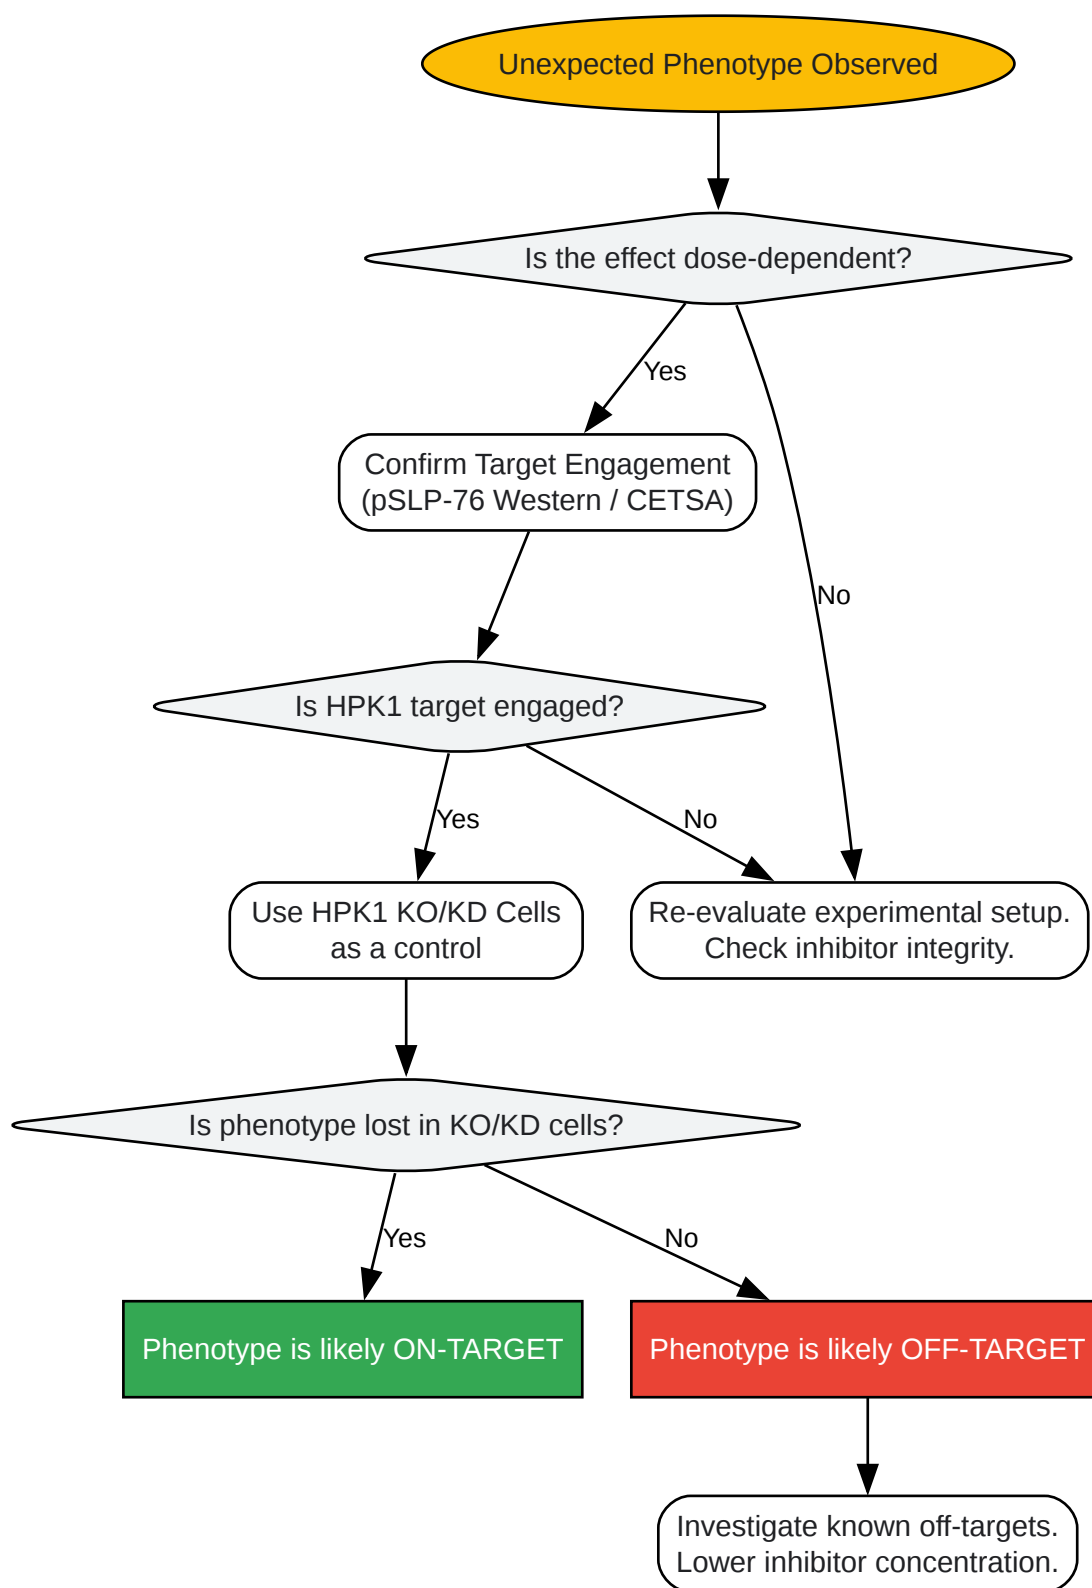 Unexpected Phenotype Observed
Is the effect dose-dependent?
Yes
Confirm Target Engagement
(pSLP-76 Western / CETSA)
No
Is HPK1 target engaged?
Yes
No
Use HPK1 KO/KD Cells
as a control
Re-evaluate experimental setup.
Check inhibitor integrity.
Is phenotype lost in KO/KD cells?
Yes
No
Phenotype is likely ON-TARGET
Phenotype is likely OFF-TARGET
Investigate known off-targets.
Lower inhibitor concentration.